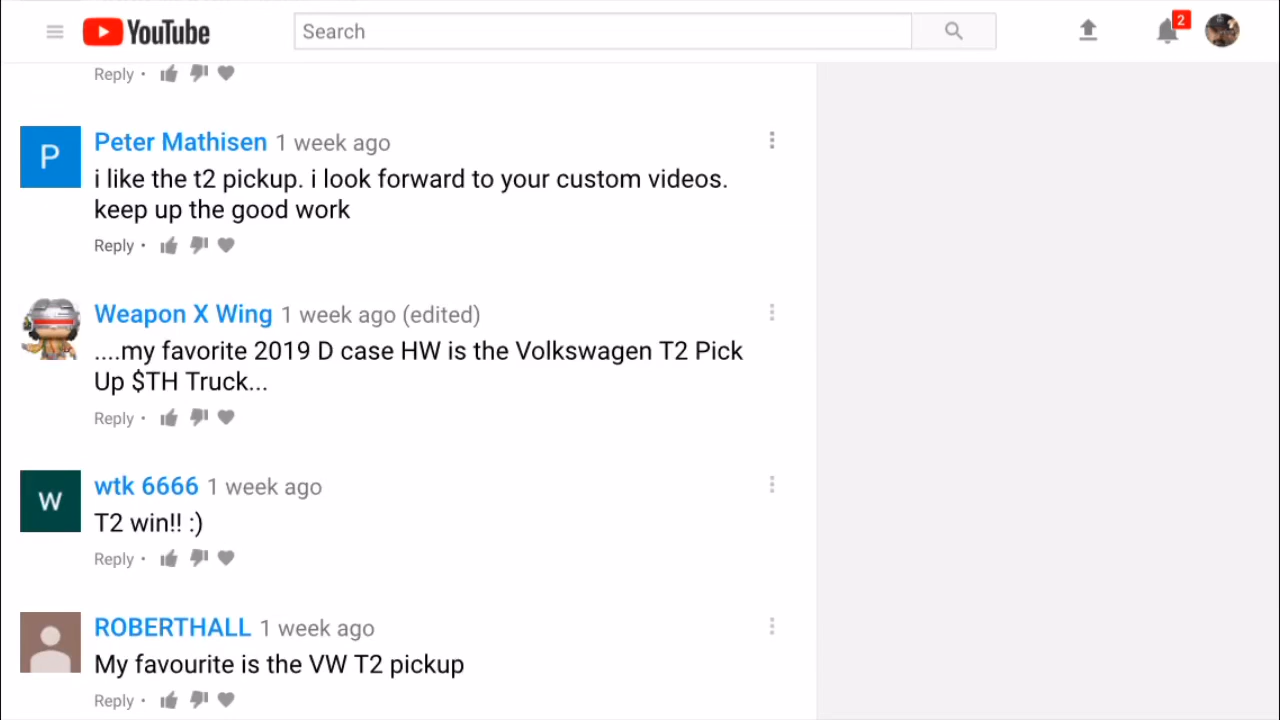 YouTube
Search
2
Reply •
P
Peter Mathisen 1 week ago
i like the t2 pickup. i look forward to your custom videos.
keep up the good work
Reply •
Weapon X Wing 1 week ago (edited)
....my favorite 2019 D case HW is the Volkswagen T2 Pick
Up $TH Truck...
Reply •
w
wtk 6666 1 week ago
T2 win!! :)
Reply •
ROBERTHALL 1 week ago
My favourite is the VW T2 pickup
Reply •